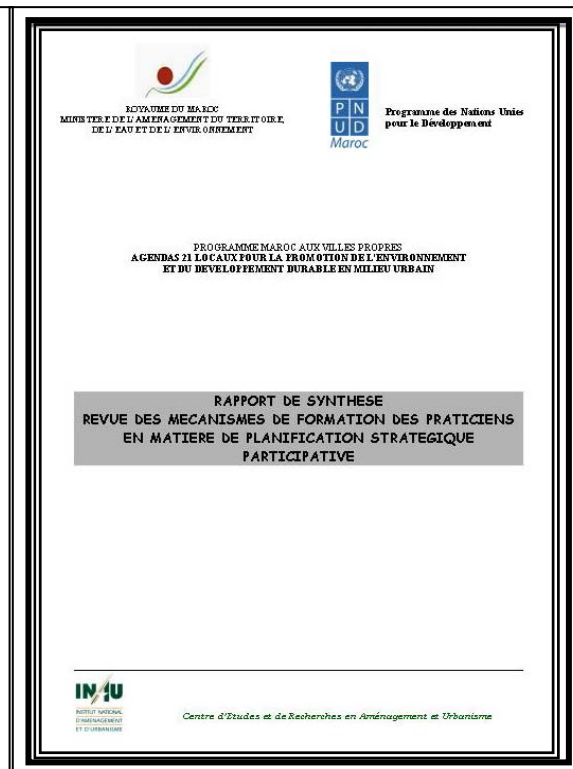 ROYAUME DU MAROC
MINISTERE DE L'AMENAGEMENT DU TERRITOIRE,
DE L'EAU ET DE L'ENVIRONNEMENT
PNUD
Maroc
Programme des Nations Unies
pour le Développement
PROGRAMME MAROC AUX VILLES PROPRES
AGENDAS 21 LOCAUX POUR LA PROMOTION DE L'ENVIRONNEMENT
ET DU DEVELOPPEMENT DURABLE EN MILIEU URBAIN
RAPPORT DE SYNTHESE
REVUE DES MECANISMES DE FORMATION DES PRATICIENS
EN MATIERE DE PLANIFICATION STRATEGIQUE
PARTICIPATIVE
INAU
INSTITUT NATIONAL
D'AMENAGEMENT
ET D'URBANISME
Centre d'Etudes et de Recherches en Aménagement et Urbanisme